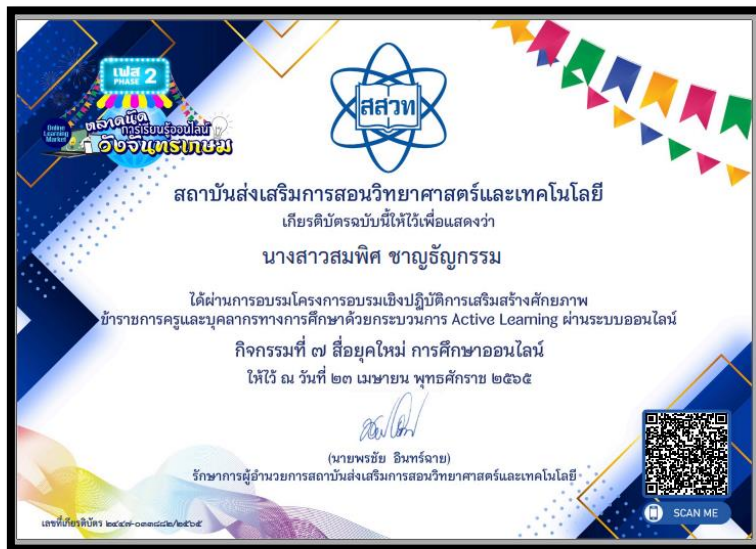 เฟส 2
PHASE
Online
Learning
Market
ตลาดนัด
การเรียนรู้ออนไลน์
วังจันทรเกษม
สสวท
สถาบันส่งเสริมการสอนวิทยาศาสตร์และเทคโนโลยี
เกียรติบัตรฉบับนี้ให้ไว้เพื่อแสดงว่า
นางสาวสมพิศ ชาญธัญกรรม
ได้ผ่านการอบรมโครงการอบรมเชิงปฏิบัติการเสริมสร้างศักยภาพ
ข้าราชการครูและบุคลากรทางการศึกษาด้วยกระบวนการ Active Learning ผ่านระบบออนไลน์
กิจกรรมที่ ๗ สื่อยุคใหม่ การศึกษาออนไลน์
ให้ไว้ ณ วันที่ ๒๓ เมษายน พุทธศักราช ๒๕๖๕
(นายพรชัย อินทร์ฉาย)
รักษาการผู้อำนวยการสถาบันส่งเสริมการสอนวิทยาศาสตร์และเทคโนโลยี
SCAN ME
เลขที่เกียรติบัตร